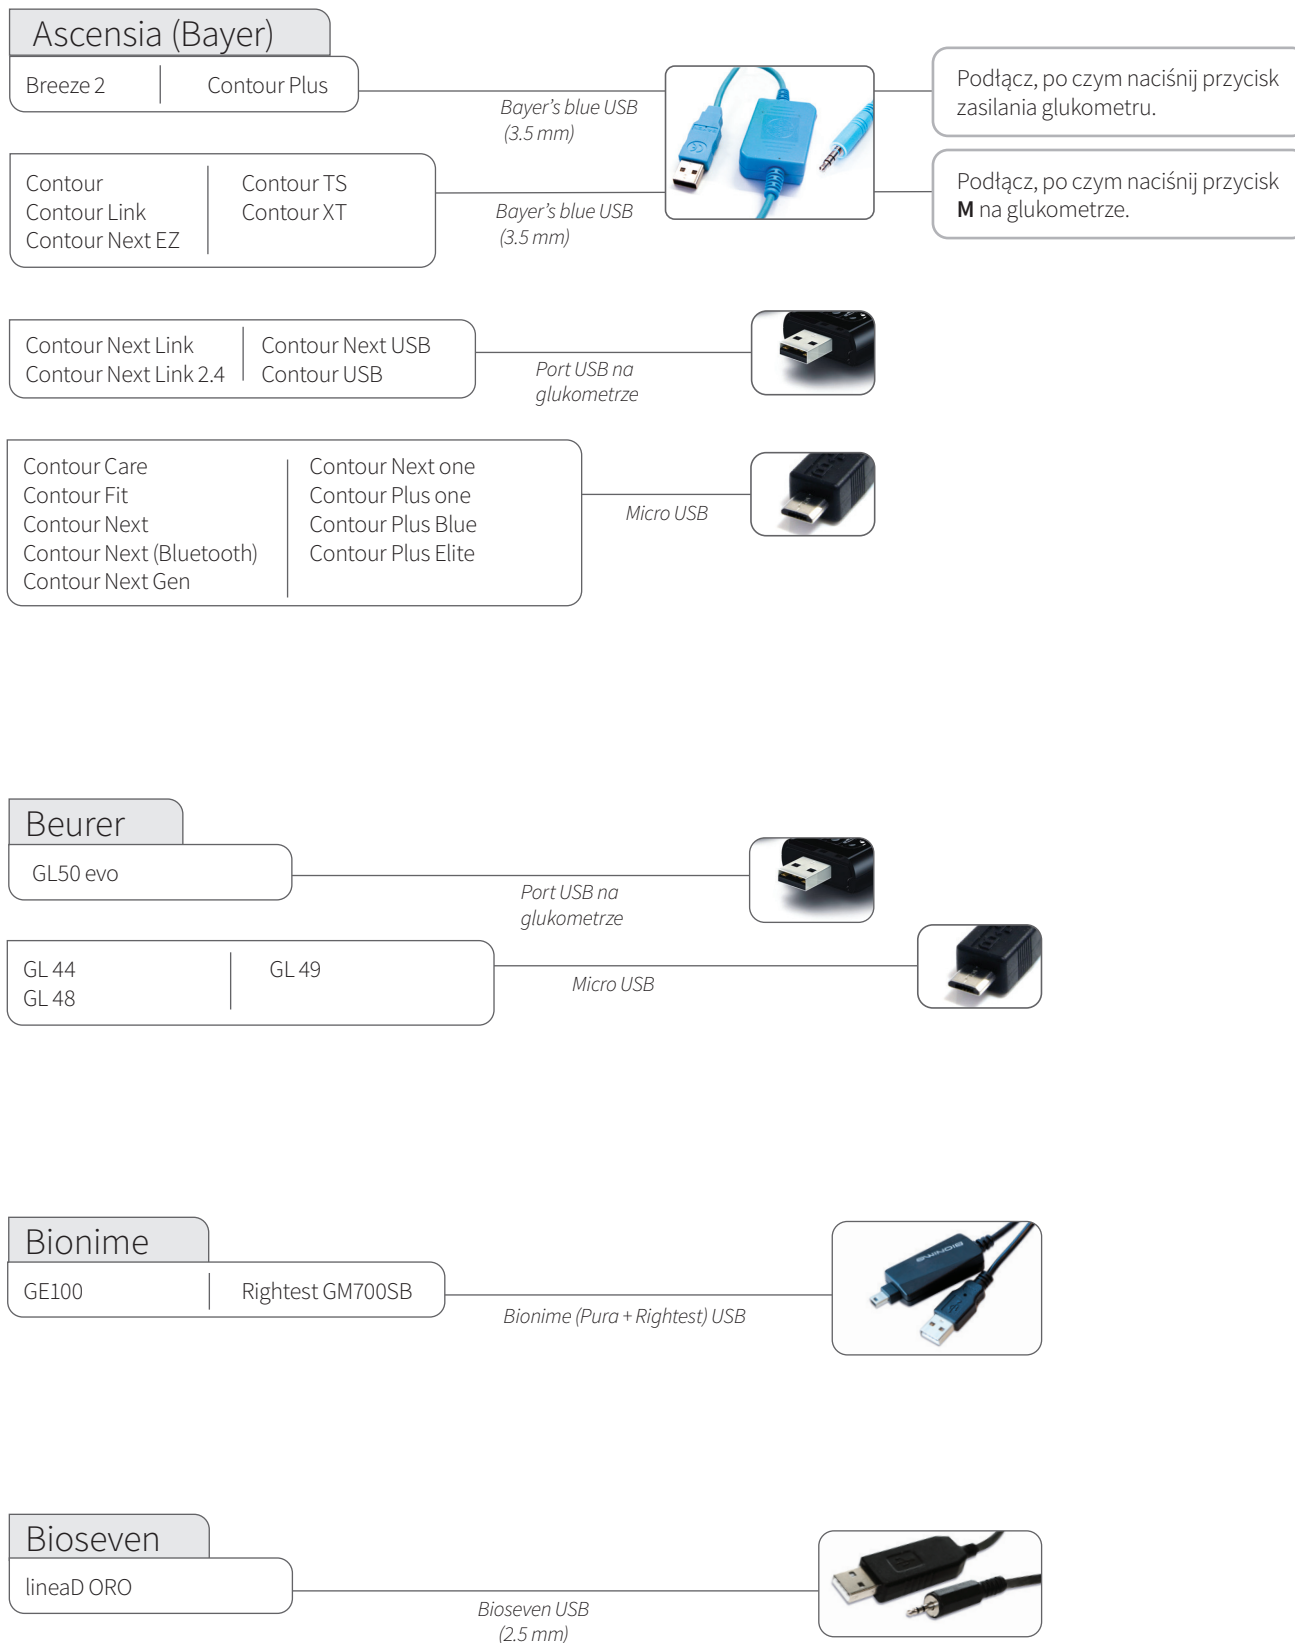 Ascensia (Bayer)
Breeze 2
Contour Plus
Bayer's blue USB
(3.5 mm)
Podłącz, po czym naciśnij przycisk
zasilania glukometru.
Contour
Contour Link
Contour Next EZ
Contour TS
Contour XT
Bayer's blue USB
(3.5 mm)
Podłącz, po czym naciśnij przycisk
M na glukometrze.
Contour Next Link
Contour Next Link 2.4
Contour Next USB
Contour USB
Port USB na
glukometrze
Contour Care
Contour Fit
Contour Next
Contour Next (Bluetooth)
Contour Next Gen
Contour Next one
Contour Plus one
Contour Plus Blue
Contour Plus Elite
Micro USB
Beurer
GL50 evo
Port USB na
glukometrze
GL 44
GL 48
GL 49
Micro USB
Bionime
GE100
Rightest GM700SB
Bionime (Pura + Rightest) USB
BIONIME
Bioseven
lineaD ORO
Bioseven USB
(2.5 mm)